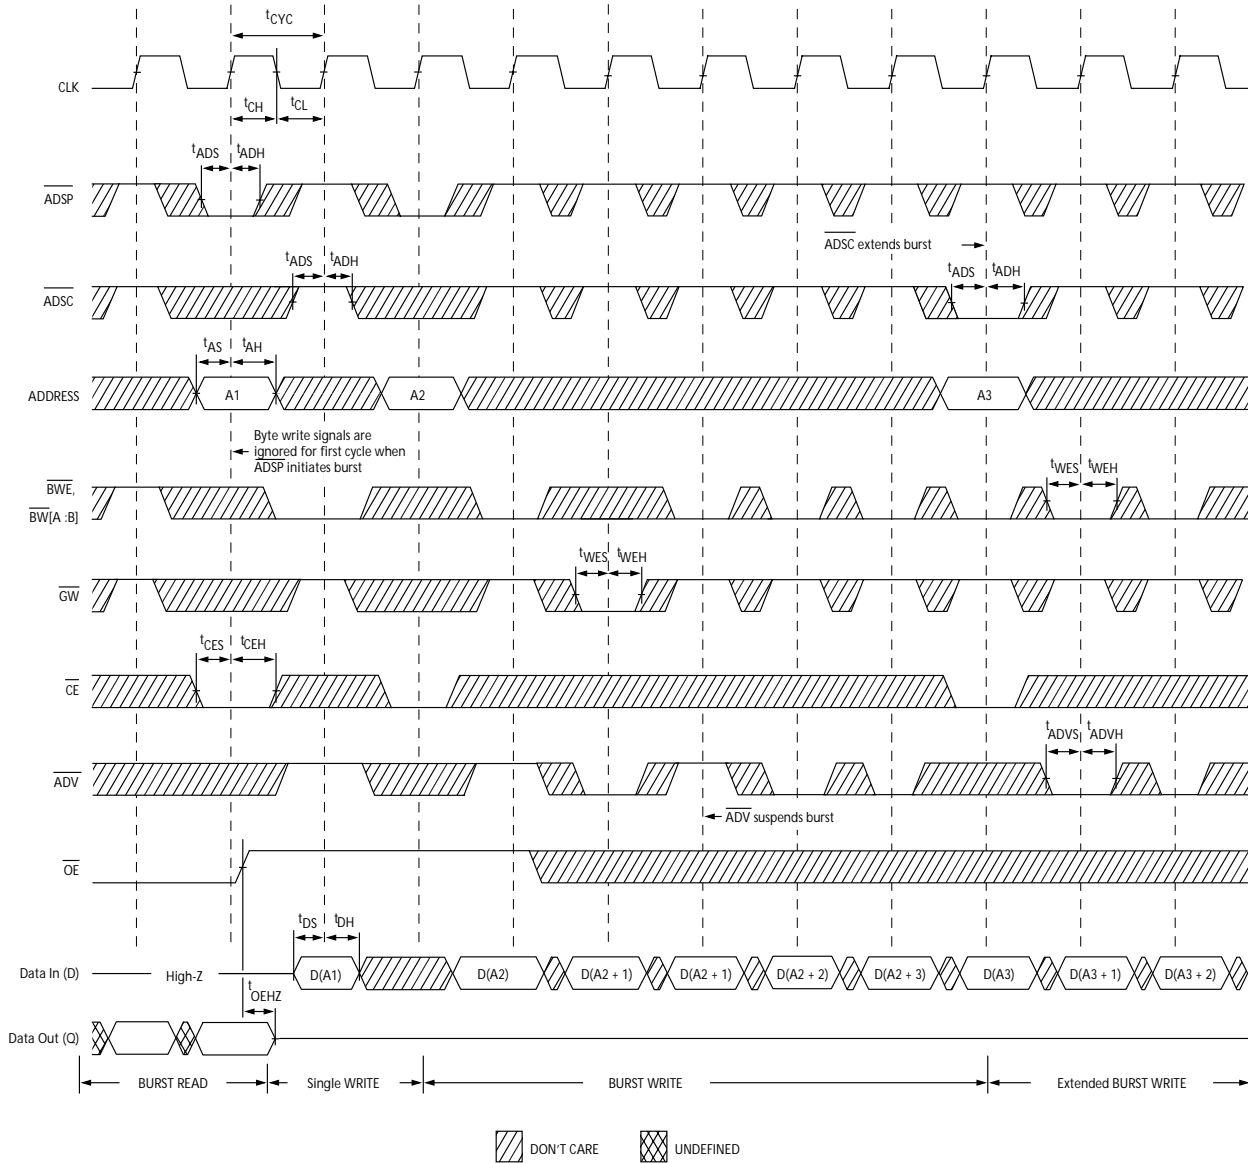 tCYC
CLK
tCH
tCL
tADS
tADH
ADSP
ADSC extends burst
tADS
tADH
tADS
tADH
ADSC
tAS
tAH
ADDRESS
A1
A2
A3
Byte write signals are
ignored for first cycle when
ADSP initiates burst
BWE,
BW[A :B]
tWES
tWEH
tWES
tWEH
GW
tCES
tCEH
CE
tADVS
tADVH
ADV
ADV suspends burst
OE
tDS
tDH
Data In (D)
High-Z
D(A1)
D(A2)
D(A2 + 1)
D(A2 + 1)
D(A2 + 2)
D(A2 + 3)
D(A3)
D(A3 + 1)
D(A3 + 2)
tOEHZ
Data Out (Q)
BURST READ
Single WRITE
BURST WRITE
Extended BURST WRITE
DON'T CARE
UNDEFINED